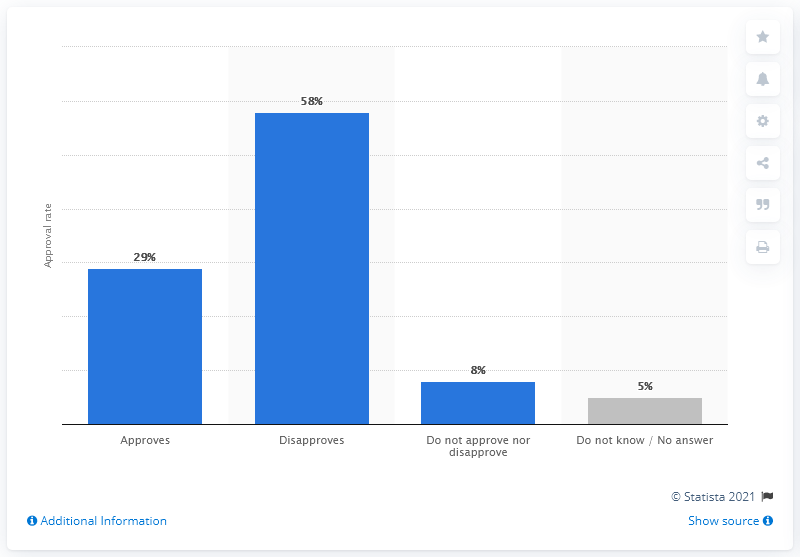 Approval rate
58%
29%
8%
5%
Approves
Disapproves
Do not approve nor
disapprove
Do not know / No answer
© Statista 2021
Additional Information
Show source